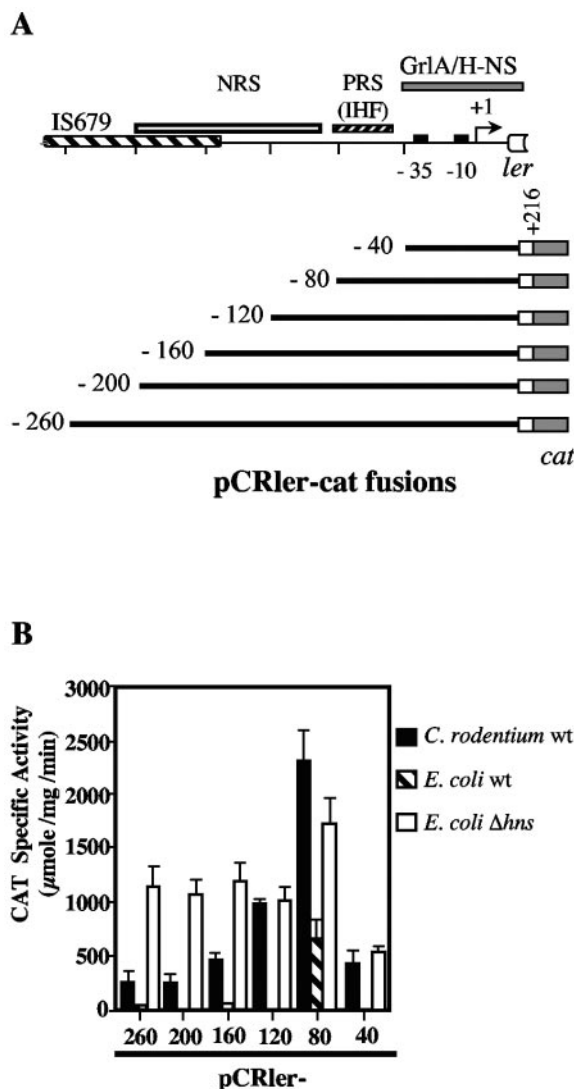 A
GrlA/H-NS
NRS
PRS
(IHF)
IS679
+1
- 35
-10
ler
+216
- 40
- 80
- 120
- 160
- 200
- 260
cat
pCRler-cat fusions
B
CAT Specific Activity
(µmole /mg /min)
3000
2500
2000
1500
1000
500
0
C. rodentium wt
E. coli wt
E. coli Δhns
260 200 160 120 80 40
pCRler-